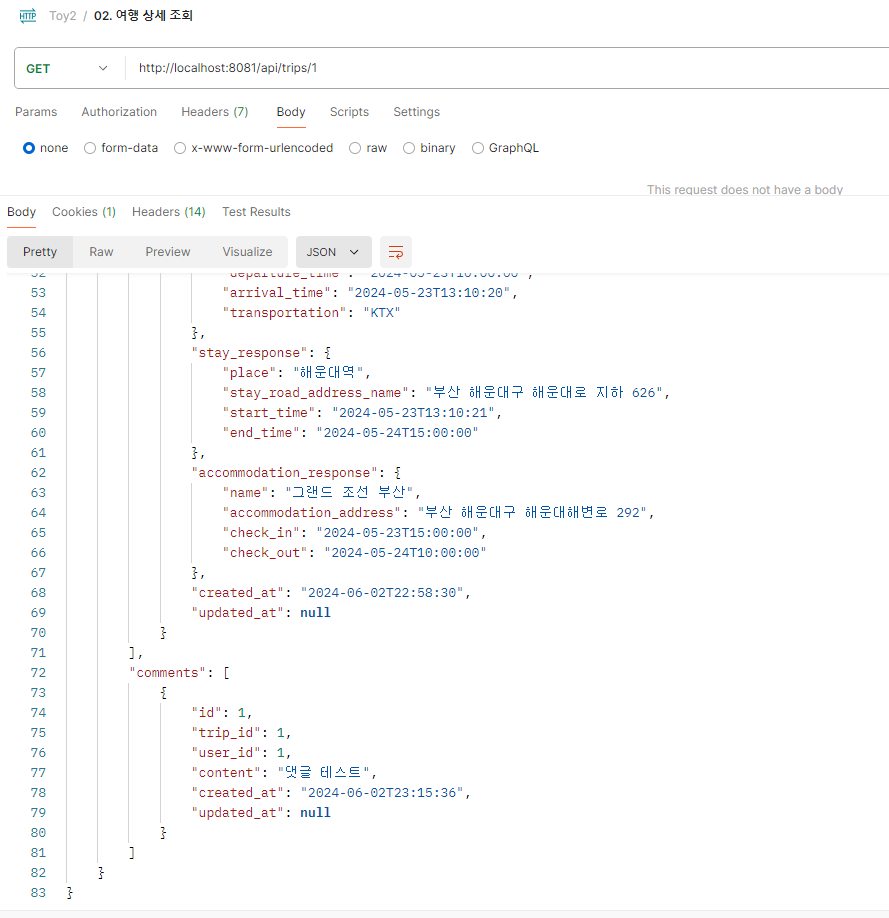 HTTP Toy2 / 02. 여행 상세 조회
GET http://localhost:8081/api/trips/1
Params Authorization Headers (7) Body Scripts Settings
none form-data x-www-form-urlencoded raw binary GraphQL
This request does not have a body
Body Cookies (1) Headers (14) Test Results
Pretty Raw Preview Visualize JSON
52 "departure_time": "2024-05-23T10:00:00",
53 "arrival_time": "2024-05-23T13:10:20",
54 "transportation": "KTX"
55 },
56 "stay_response": {
57 "place": "해운대역",
58 "stay_road_address_name": "부산 해운대구 해운대로 지하 626",
59 "start_time": "2024-05-23T13:10:21",
60 "end_time": "2024-05-24T15:00:00"
61 },
62 "accommodation_response": {
63 "name": "그랜드 조선 부산",
64 "accommodation_address": "부산 해운대구 해운대해변로 292",
65 "check_in": "2024-05-23T15:00:00",
66 "check_out": "2024-05-24T10:00:00"
67 },
68 "created_at": "2024-06-02T22:58:30",
69 "updated_at": null
70 }
71 ],
72 "comments": [
73 {
74 "id": 1,
75 "trip_id": 1,
76 "user_id": 1,
77 "content": "댓글 테스트",
78 "created_at": "2024-06-02T23:15:36",
79 "updated_at": null
80 }
81 ]
82 }
83 }